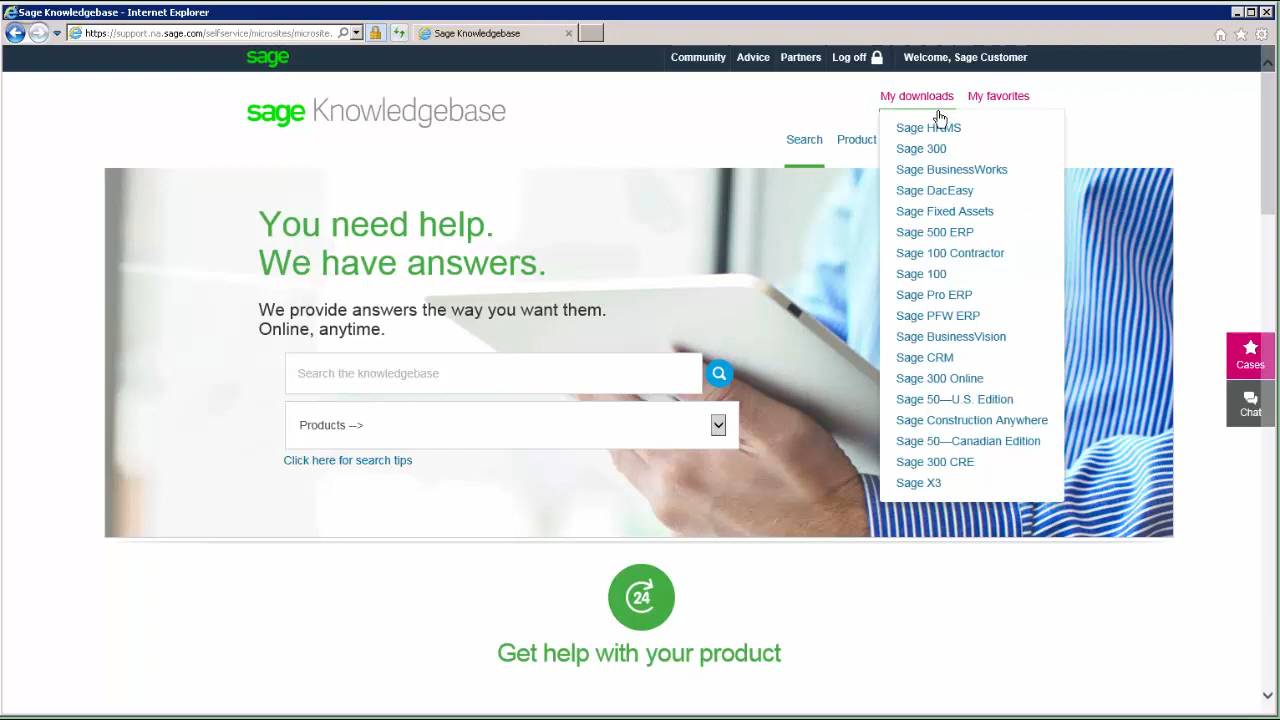 Sage Knowledgebase - Internet Explorer
https://support.na.sage.com/selfservice/microsites/microsite.
Sage Knowledgebase
sage
Community
Advice
Partners
Log off
Welcome, Sage Customer
sage Knowledgebase
My downloads
My favorites
Search
Product
Sage HRMS
Sage 300
Sage BusinessWorks
Sage DacEasy
Sage Fixed Assets
Sage 500 ERP
Sage 100 Contractor
Sage 100
Sage Pro ERP
Sage PFW ERP
Sage BusinessVision
Sage CRM
Sage 300 Online
Sage 50—U.S. Edition
Sage Construction Anywhere
Sage 50—Canadian Edition
Sage 300 CRE
Sage X3
You need help.
We have answers.
We provide answers the way you want them.
Online, anytime.
Search the knowledgebase
Products -->
Click here for search tips
Cases
Chat
24
Get help with your product